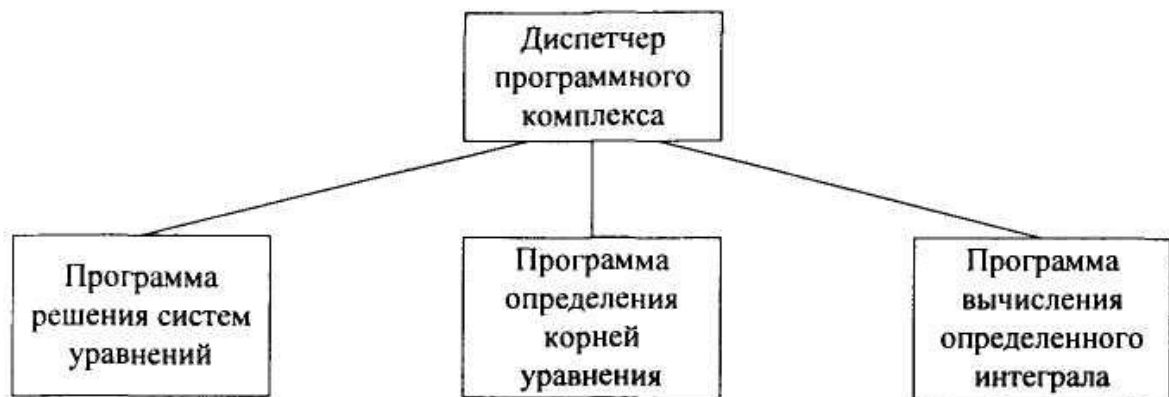 Диспетчер
программного
комплекса
Программа
решения систем
уравнений
Программа
определения
корней
уравнения
Программа
вычисления
определенного
интеграла